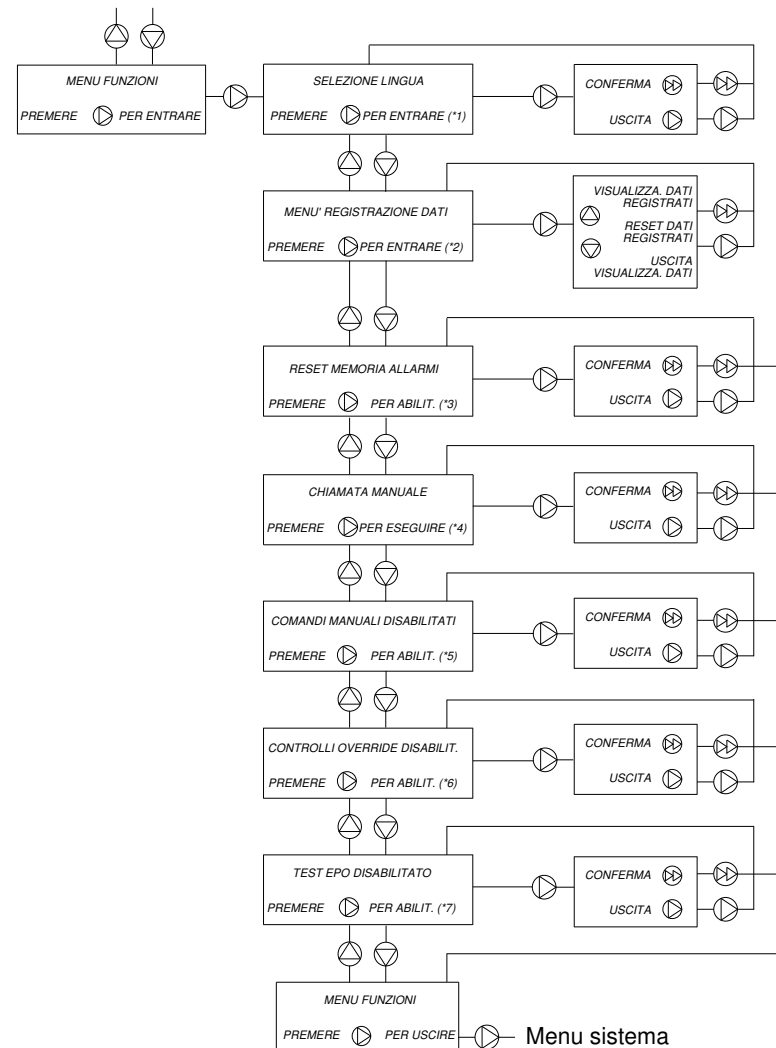 MENU FUNZIONI
PREMERE PER ENTRARE
SELEZIONE LINGUA
PREMERE PER ENTRARE (*1)
CONFERMA
USCITA
MENU' REGISTRAZIONE DATI
PREMERE PER ENTRARE (*2)
VISUALIZZA. DATI
REGISTRATI
RESET DATI
REGISTRATI
USCITA
VISUALIZZA. DATI
RESET MEMORIA ALLARMI
PREMERE PER ABILIT. (*3)
CONFERMA
USCITA
CHIAMATA MANUALE
PREMERE PER ESEGUIRE (*4)
CONFERMA
USCITA
COMANDI MANUALI DISABILITATI
PREMERE PER ABILIT. (*5)
CONFERMA
USCITA
CONTROLLI OVERRIDE DISABILIT.
PREMERE PER ABILIT. (*6)
CONFERMA
USCITA
TEST EPO DISABILITATO
PREMERE PER ABILIT. (*7)
CONFERMA
USCITA
MENU FUNZIONI
PREMERE PER USCIRE
Menu sistema